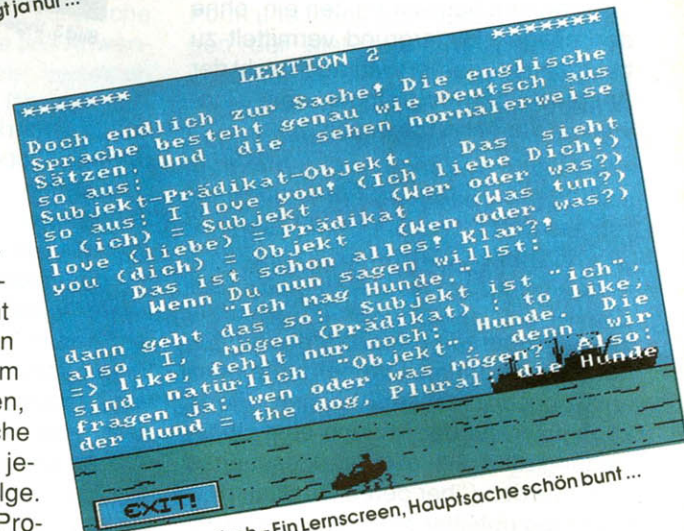 gt ja nur ...
LEKTION 2
******* *******
Doch endlich zur Sache! Die englische
Sprache besteht genau wie Deutsch aus
Sätzen. Und die sehen normalerweise
so aus:
Subjekt-Prädikat-Objekt. Das sieht
so aus: I love you! (Ich liebe Dich!)
I (ich) = Subjekt (Wer oder was?)
love (liebe) = Prädikat (Was tun?)
you (dich) = Objekt (Wen oder was?)
Das ist schon alles! Klar?!
Wenn Du nun sagen willst:
"Ich mag Hunde."
dann geht das so: Subjekt ist "ich",
also I, mögen (Prädikat) : to like,
=> like, fehlt nur noch: Hunde. Die
sind natürlich "Objekt", denn wir
fragen ja: wen oder was mögen? Also:
der Hund = the dog, Plural: die Hunde
EXIT!
Ein Lernscreen, Hauptsache schön bunt ...
-
t
n
m
en,
che
je-
lge.
Pro-